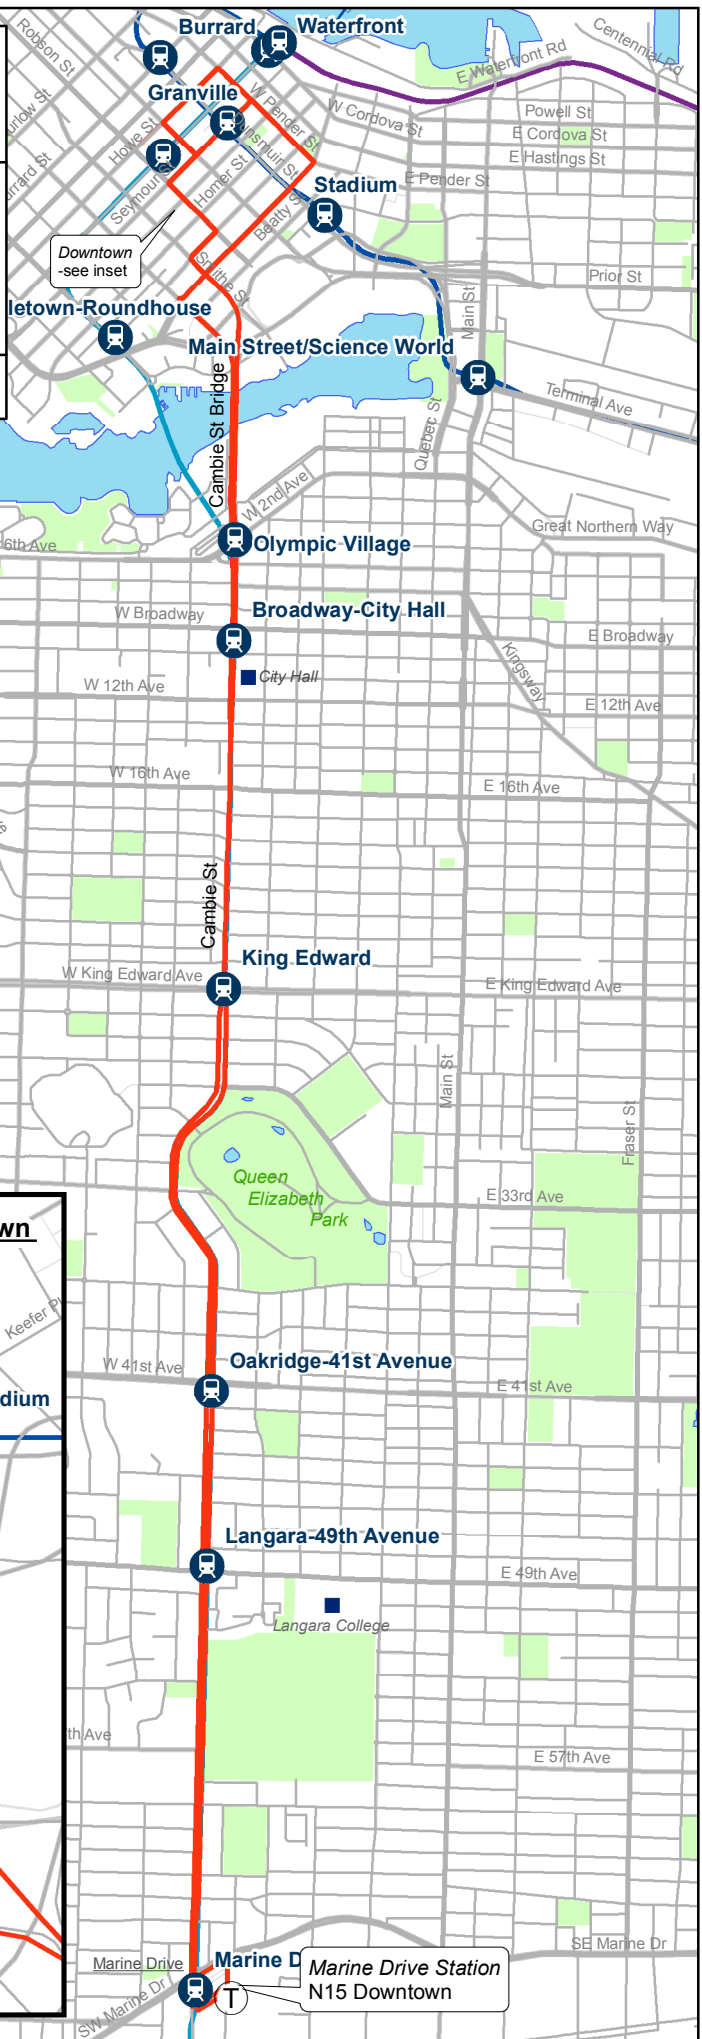 Burrard
Waterfront
Robson St
Centennial Rd
E Waterfront Rd
Granville
W Pender St
W Cordova St
Powell St
E Cordova St
Howe St
Dunsmuir St
E Hastings St
Homer St
E Pender St
Stadium
Seymour St
Beatty S
Downtown
-see inset
Smithe St
Prior St
Main St
letown-Roundhouse
Main Street/Science World
Terminal Ave
Cambie St Bridge
Quebec St
W 2nd Ave
Great Northern Way
6th Ave
Olympic Village
Broadway-City Hall
W Broadway
E Broadway
Kingsway
City Hall
W 12th Ave
E 12th Ave
W 16th Ave
E 16th Ave
Cambie St
King Edward
W King Edward Ave
E King Edward Ave
Main St
Fraser St
Queen
Elizabeth
Park
E 33rd Ave
wn
Keefer Pl
W 41st Ave
Oakridge-41st Avenue
E 41st Ave
dium
Langara-49th Avenue
E 49th Ave
Langara College
7th Ave
E 57th Ave
SE Marine Dr
Marine Drive
Marine D
Marine Drive Station
N15 Downtown
T
SW Marine Dr